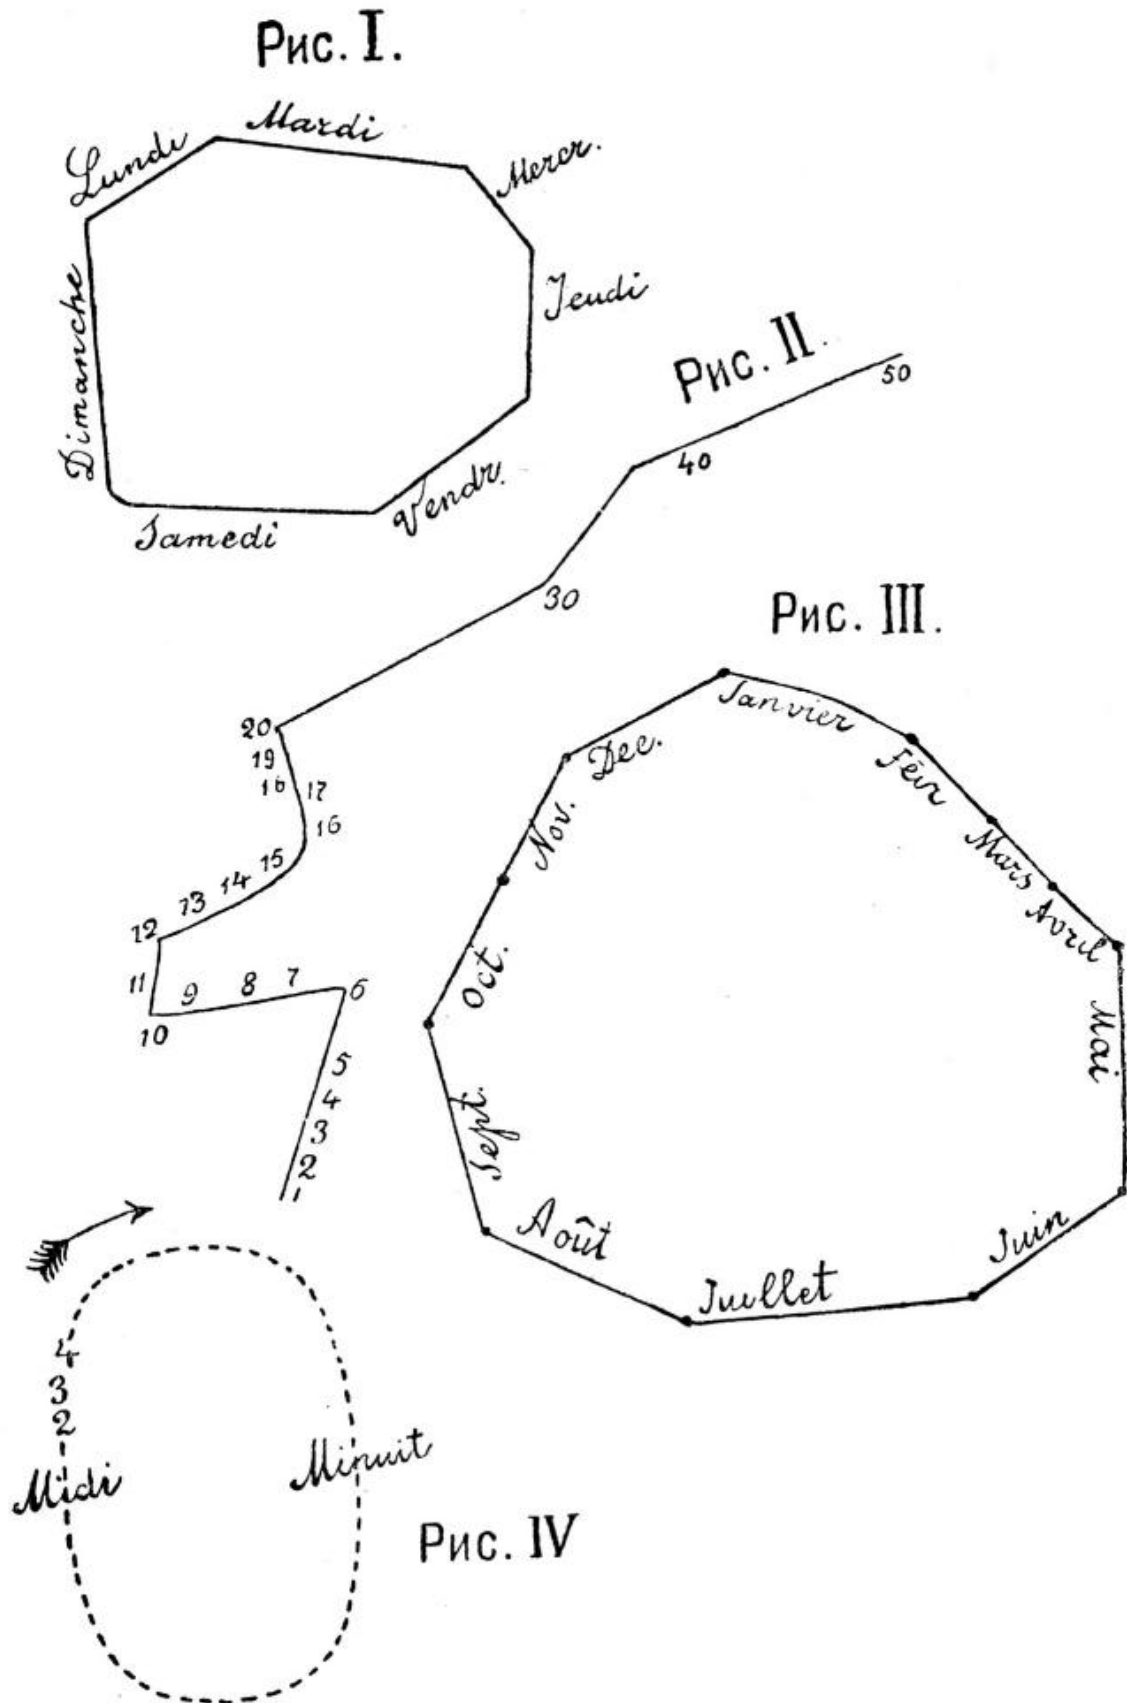 Рис. I.
Lundi
Mardi
Mercr.
Jeudi
Vendr.
Samedi
Dimanche
Рис. II.
50
40
30
20
19
16
17
16
15
14
13
12
11
10
9
8
7
6
5
4
3
2
1
Рис. III.
Janvier
Févr
Mars
Avril
Mai
Juin
Juillet
Août
Sept.
Oct.
Nov.
Dec.
4
3
2
Midi
Minuit
Рис. IV